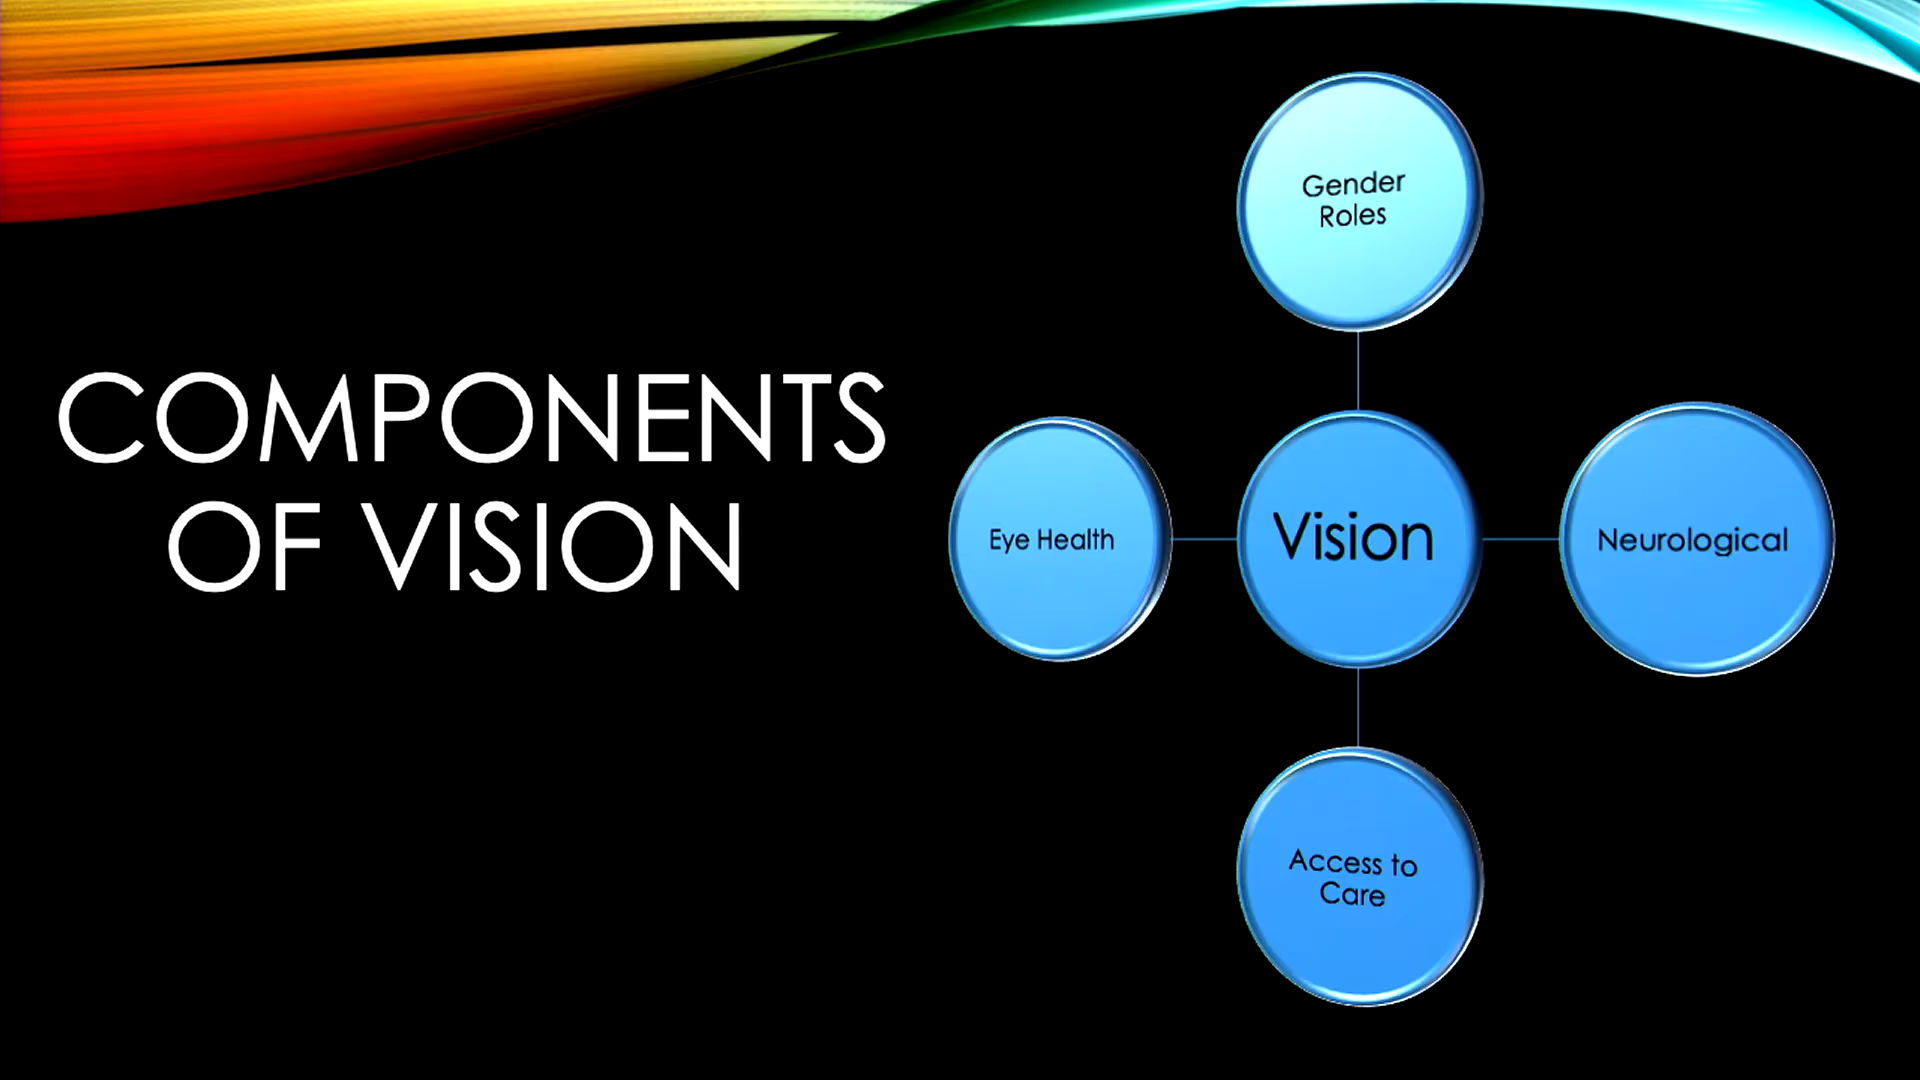 COMPONENTS
OF VISION
Gender
Roles
Eye Health
Vision
Neurological
Access to
Care